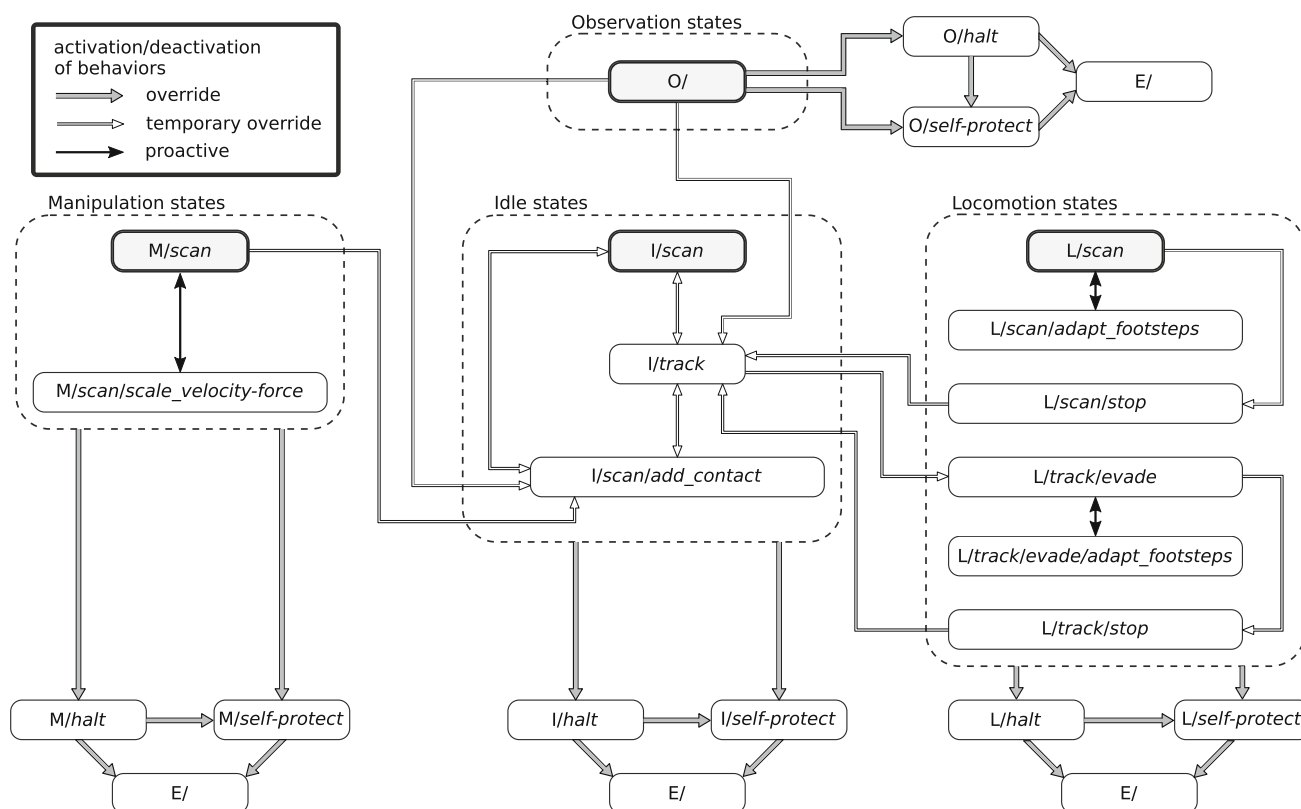 activation/deactivation
of behaviors
override
temporary override
proactive
Observation states
O/
O/halt
O/self-protect
E/
Manipulation states
M/scan
M/scan/scale_velocity-force
Idle states
I/scan
I/track
I/scan/add_contact
Locomotion states
L/scan
L/scan/adapt_footsteps
L/scan/stop
L/track/evade
L/track/evade/adapt_footsteps
L/track/stop
M/halt
M/self-protect
E/
I/halt
I/self-protect
E/
L/halt
L/self-protect
E/